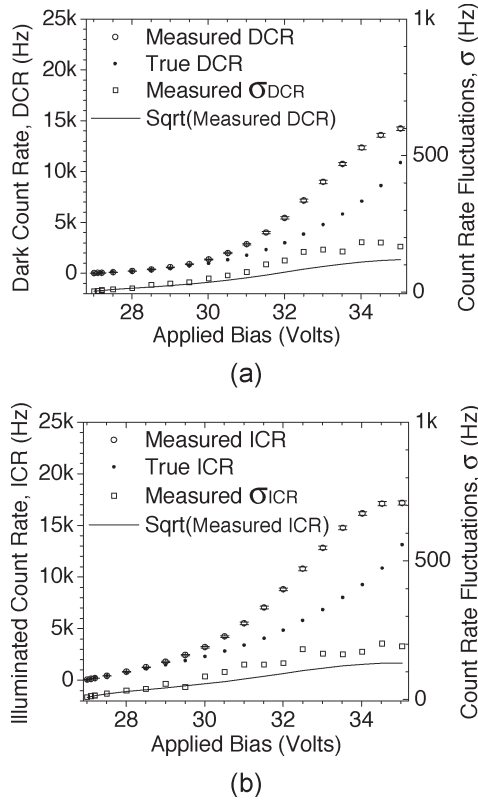 25k
20k
15k
10k
5k
0
Dark Count Rate, DCR (Hz)
Measured DCR
True DCR
Measured σDCR
Sqrt(Measured DCR)
1k
500
0
Count Rate Fluctuations, σ
28 30 32 34
Applied Bias (Volts)
(a)
25k
20k
15k
10k
5k
0
Illuminated Count Rate, ICR (Hz)
Measured ICR
True ICR
Measured σICR
Sqrt(Measured ICR)
1k
500
0
Count Rate Fluctuations, σ
28 30 32 34
Applied Bias (Volts)
(b)